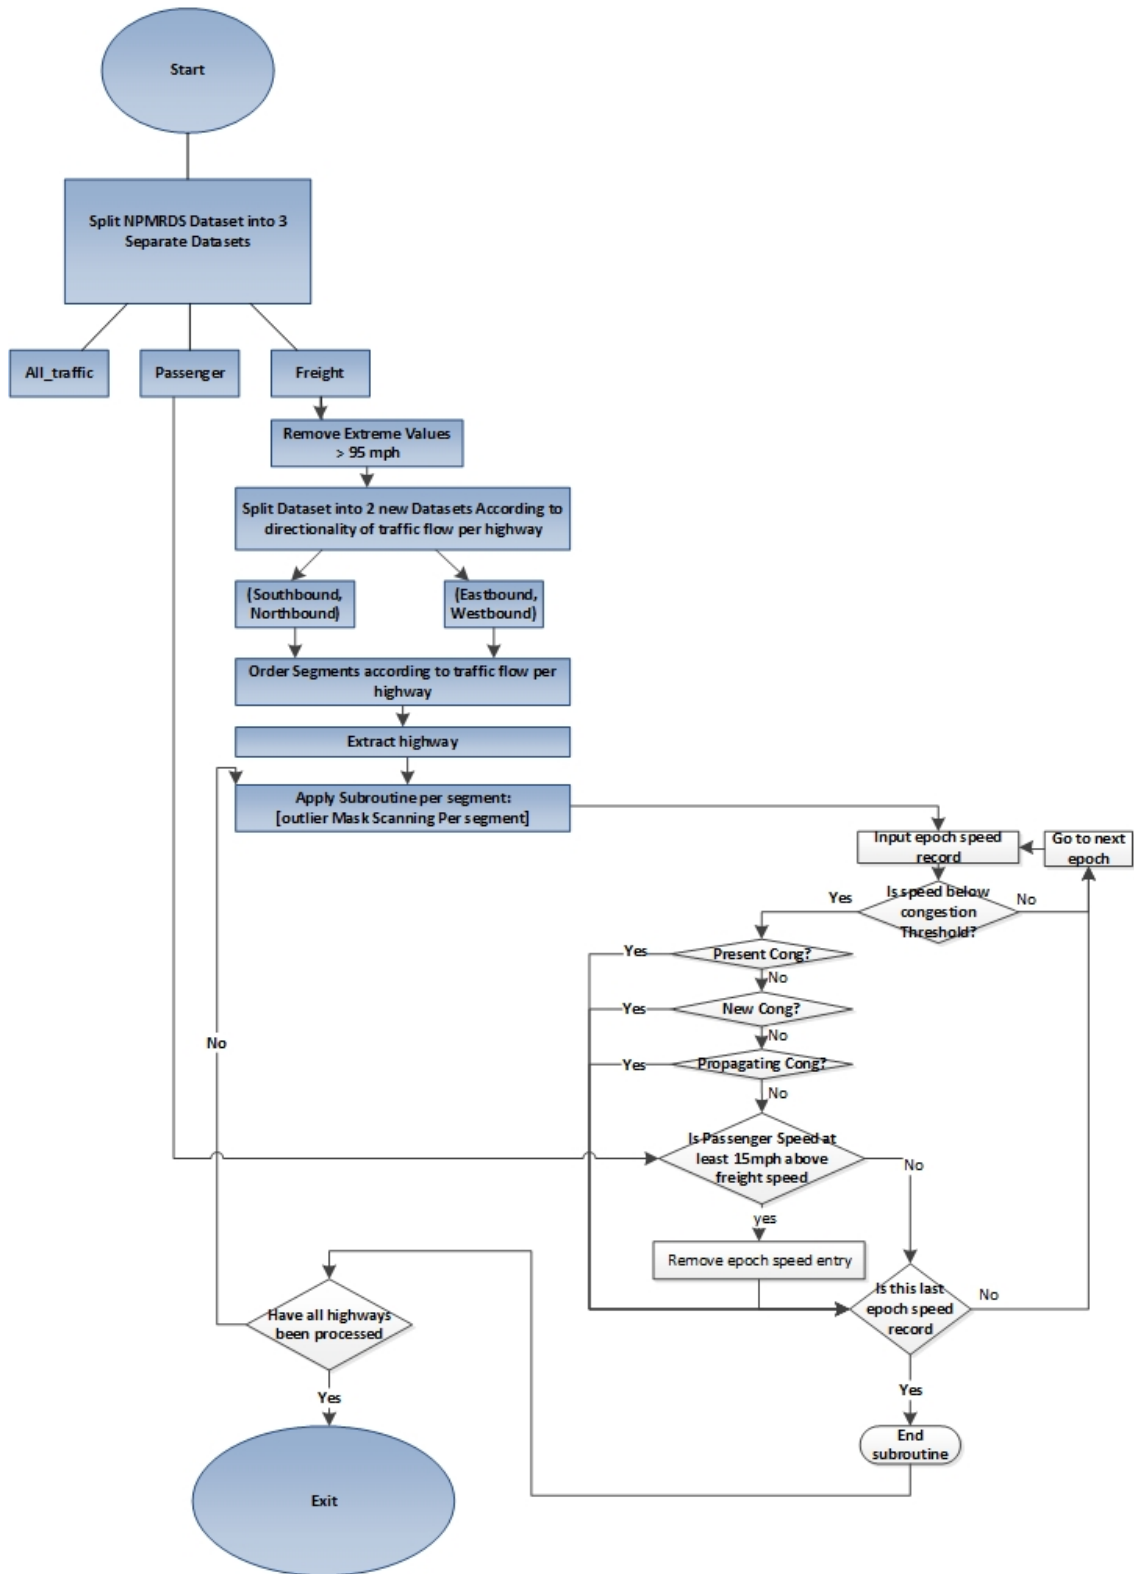 Start
Split NPMRDS Dataset into 3
Separate Datasets
All_traffic
Passenger
Freight
Remove Extreme Values
> 95 mph
Split Dataset into 2 new Datasets According to
directionality of traffic flow per highway
(Southbound,
Northbound)
(Eastbound,
Westbound)
Order Segments according to traffic flow per
highway
Extract highway
Apply Subroutine per segment:
[outlier Mask Scanning Per segment]
Input epoch speed
record
Go to next
epoch
Is speed below
congestion
Threshold?
Yes
No
Present Cong?
Yes
No
New Cong?
Yes
No
Propagating Cong?
Yes
No
Is Passenger Speed at
least 15mph above
freight speed
No
yes
Remove epoch speed entry
Is this last
epoch speed
record
No
Yes
End
subroutine
Have all highways
been processed
No
Yes
Exit